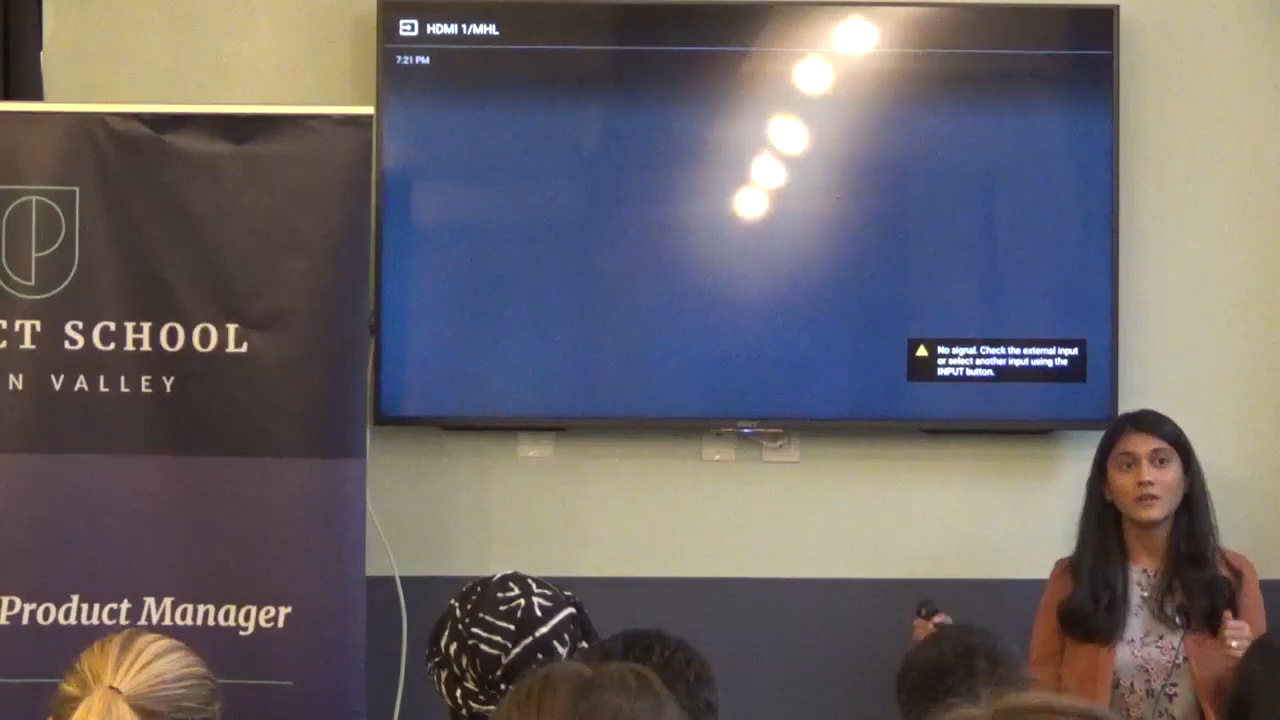 HDMI 1/MHL
7:21 PM
No signal. Check the external input
or select another input using the
INPUT button.
CT SCHOOL
N VALLEY
Product Manager